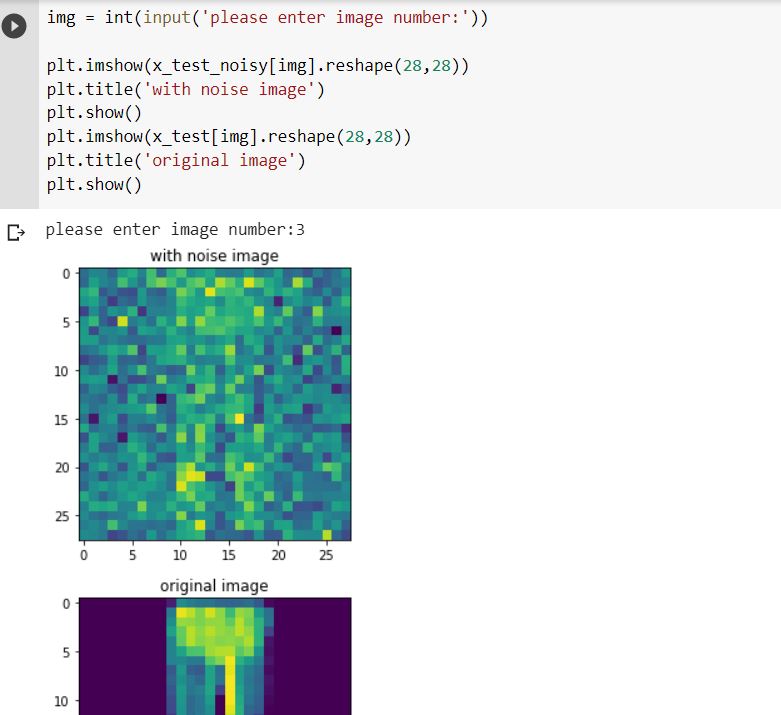 img = int(input('please enter image number:'))
plt.imshow(x_test_noisy[img].reshape(28,28))
plt.title('with noise image')
plt.show()
plt.imshow(x_test[img].reshape(28,28))
plt.title('original image')
plt.show()
please enter image number:3
with noise image
0
5
10
15
20
25
0 5 10 15 20 25
original image
0
5
10